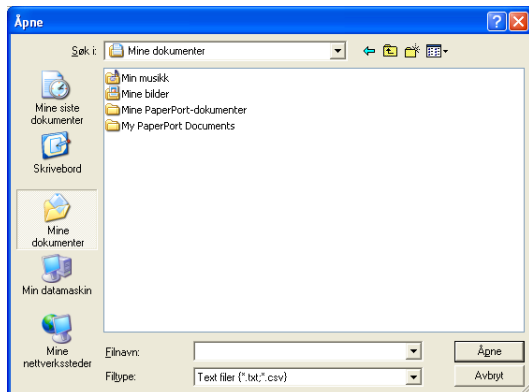 Åpne
Søk i:
Mine dokumenter
Mine siste
dokumenter
Skrivebord
Mine
dokumenter
Min datamaskin
Mine
nettverkssteder
Min musikk
Mine bilder
Mine PaperPort-dokumenter
My PaperPort Documents
Filnavn:
Åpne
Filtype:
Text filer {*.txt;*.csv}
Avbryt